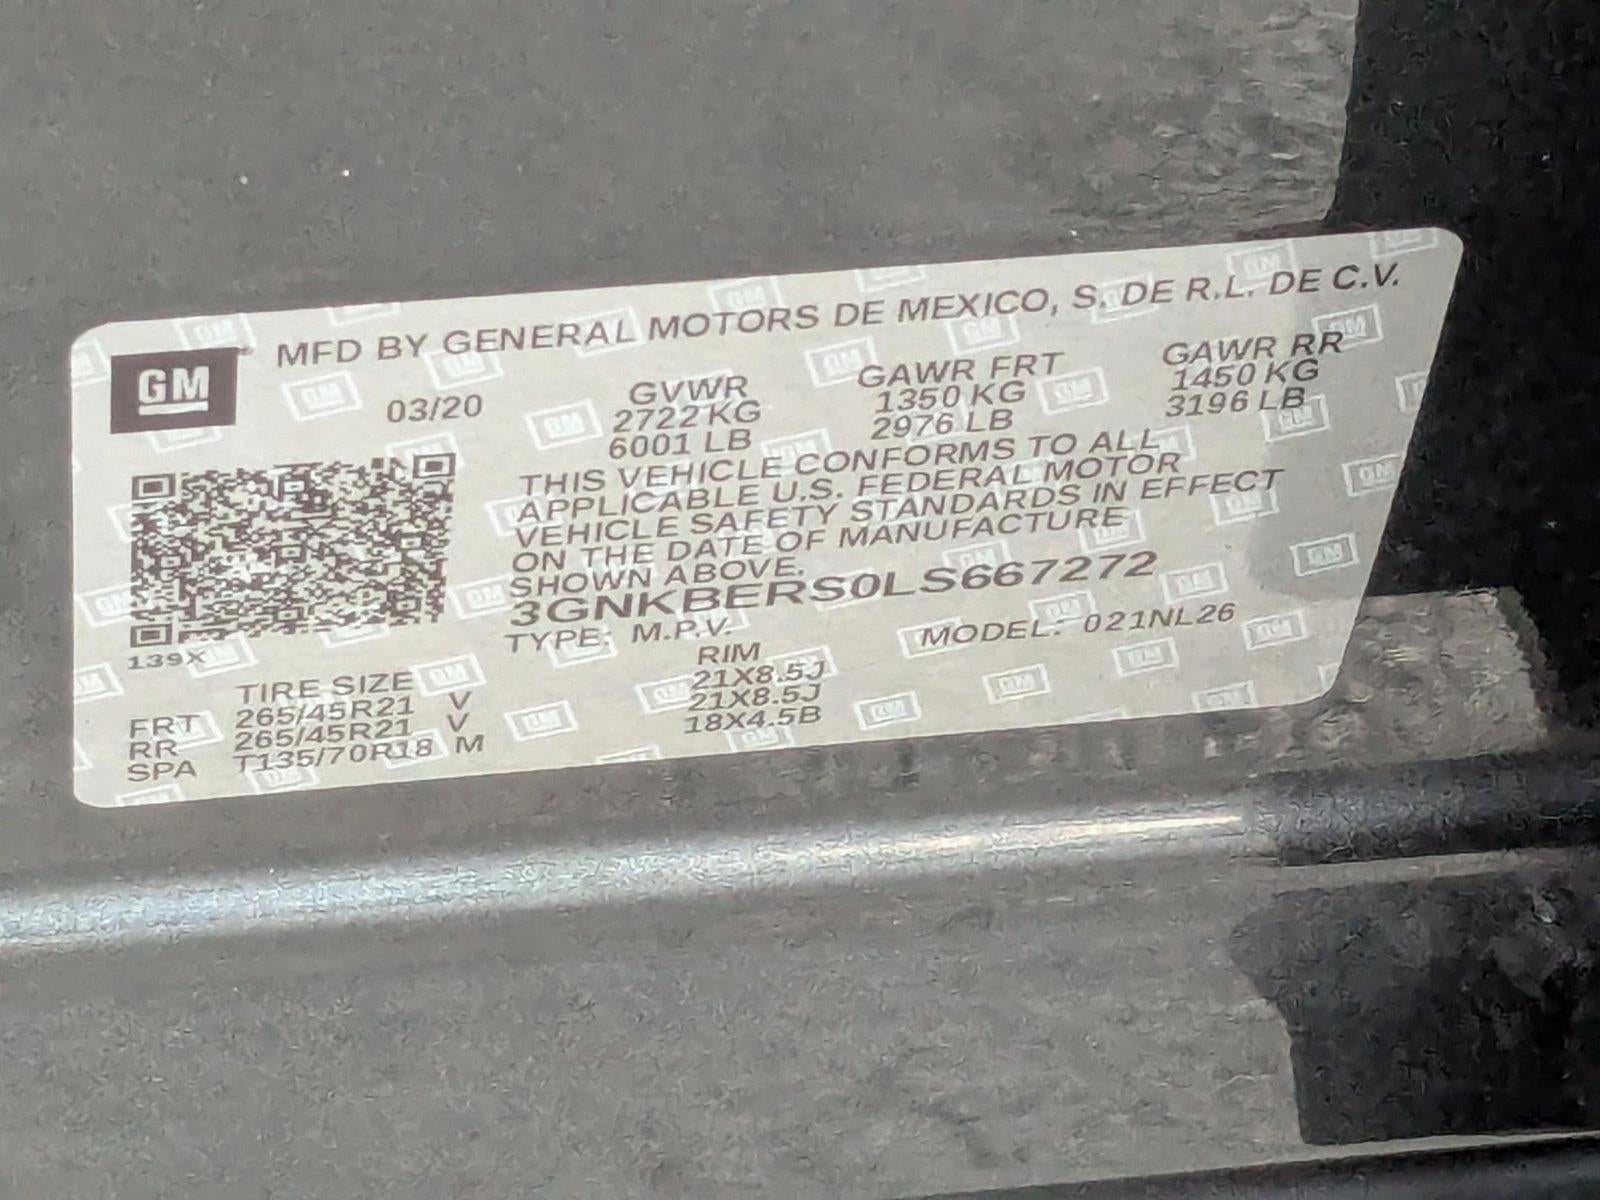 MFD BY GENERAL MOTORS DE MEXICO, S. DE R.L. DE C.V.
GM
03/20
GVWR
2722 KG
6001 LB
GAWR FRT
1350 KG
2976 LB
GAWR RR
1450 KG
3196 LB
THIS VEHICLE CONFORMS TO ALL
APPLICABLE U.S. FEDERAL MOTOR
VEHICLE SAFETY STANDARDS IN EFFECT
ON THE DATE OF MANUFACTURE
SHOWN ABOVE.
3GNKBERS0LS667272
TYPE: M.P.V.
MODEL: 021NL26
139X
TIRE SIZE RIM
FRT 265/45R21 V 21X8.5J
RR 265/45R21 V 21X8.5J
SPA T135/70R18 M 18X4.5B